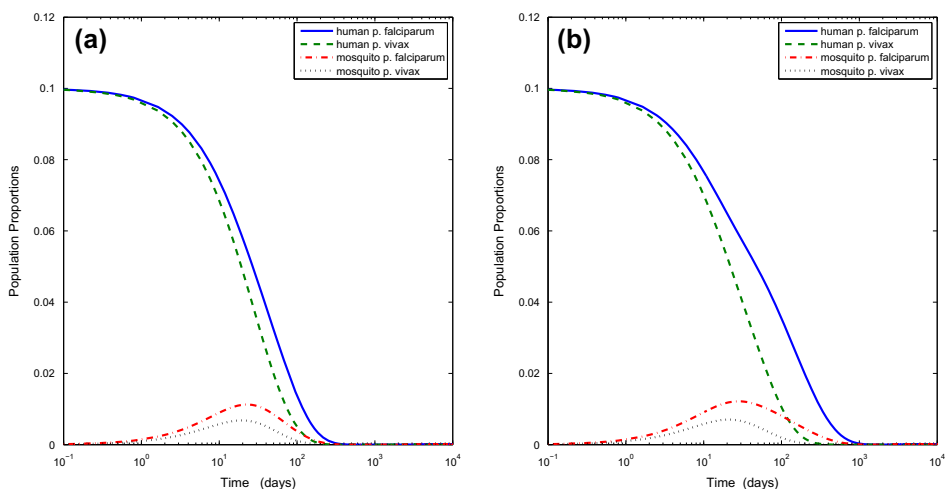 (a)
human p. falciparum
human p. vivax
mosquito p. falciparum
mosquito p. vivax
0.12
0.1
0.08
0.06
0.04
0.02
0
Population Proportions
10^-1
10^0
10^1
10^2
10^3
10^4
Time (days)
(b)
human p. falciparum
human p. vivax
mosquito p. falciparum
mosquito p. vivax
0.12
0.1
0.08
0.06
0.04
0.02
0
Population Proportions
10^-1
10^0
10^1
10^2
10^3
10^4
Time (days)